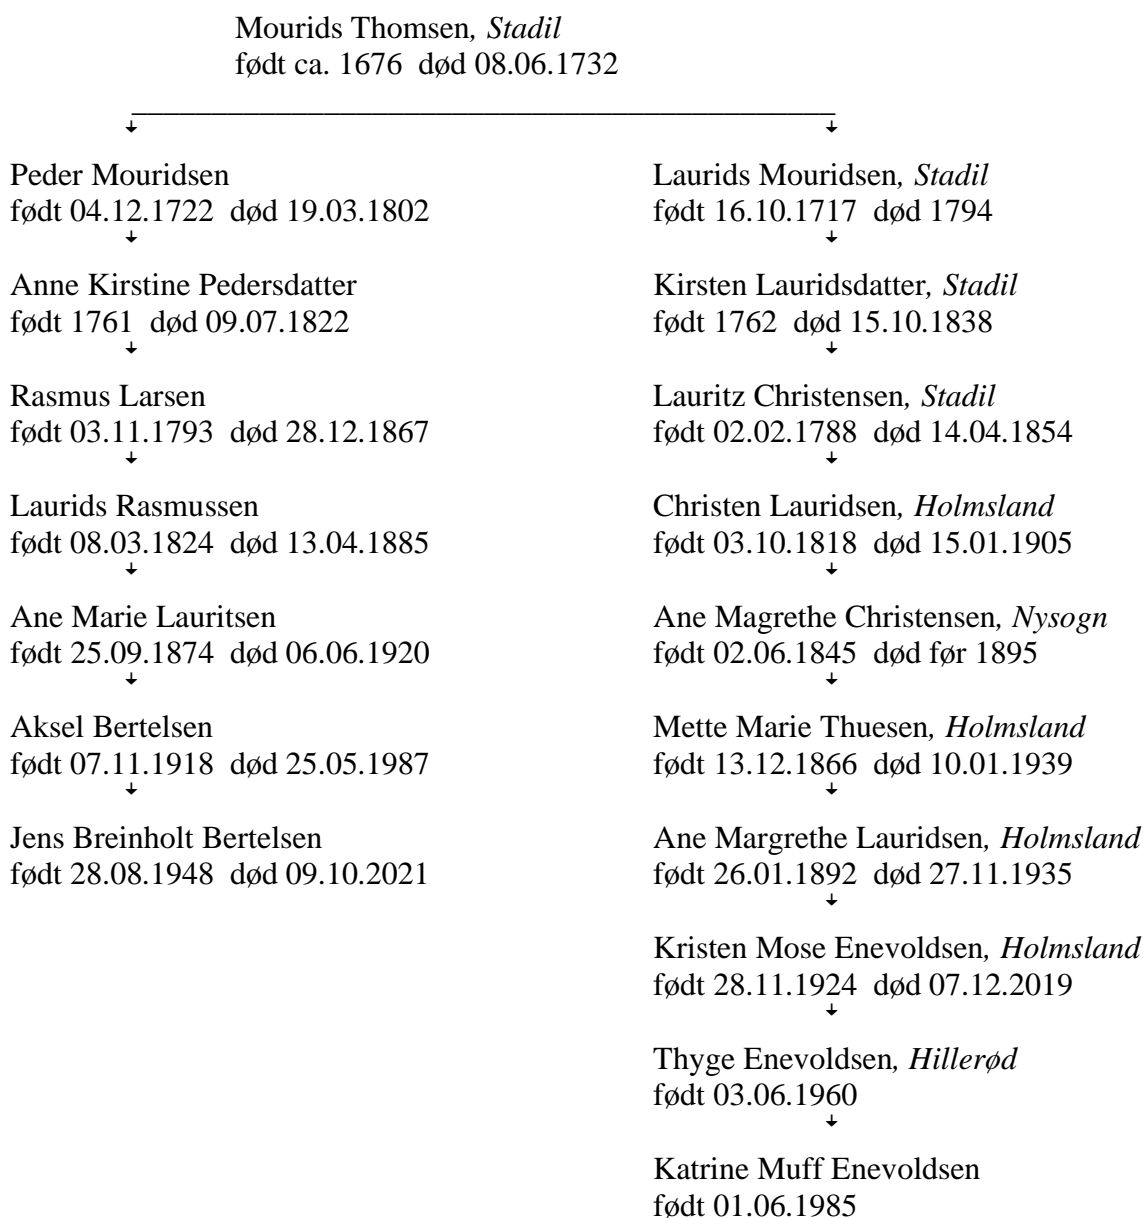 Mourids Thomsen, Stadil
født ca. 1676 død 08.06.1732
Peder Mouridsen
født 04.12.1722 død 19.03.1802
Anne Kirstine Pedersdatter
født 1761 død 09.07.1822
Rasmus Larsen
født 03.11.1793 død 28.12.1867
Laurids Rasmussen
født 08.03.1824 død 13.04.1885
Ane Marie Lauritsen
født 25.09.1874 død 06.06.1920
Aksel Bertelsen
født 07.11.1918 død 25.05.1987
Jens Breinholt Bertelsen
født 28.08.1948 død 09.10.2021
Laurids Mouridsen, Stadil
født 16.10.1717 død 1794
Kirsten Lauridsdatter, Stadil
født 1762 død 15.10.1838
Lauritz Christensen, Stadil
født 02.02.1788 død 14.04.1854
Christen Lauridsen, Holmsland
født 03.10.1818 død 15.01.1905
Ane Magrethe Christensen, Nysogn
født 02.06.1845 død før 1895
Mette Marie Thuesen, Holmsland
født 13.12.1866 død 10.01.1939
Ane Margrethe Lauridsen, Holmsland
født 26.01.1892 død 27.11.1935
Kristen Mose Enevoldsen, Holmsland
født 28.11.1924 død 07.12.2019
Thyge Enevoldsen, Hillerød
født 03.06.1960
Katrine Muff Enevoldsen
født 01.06.1985